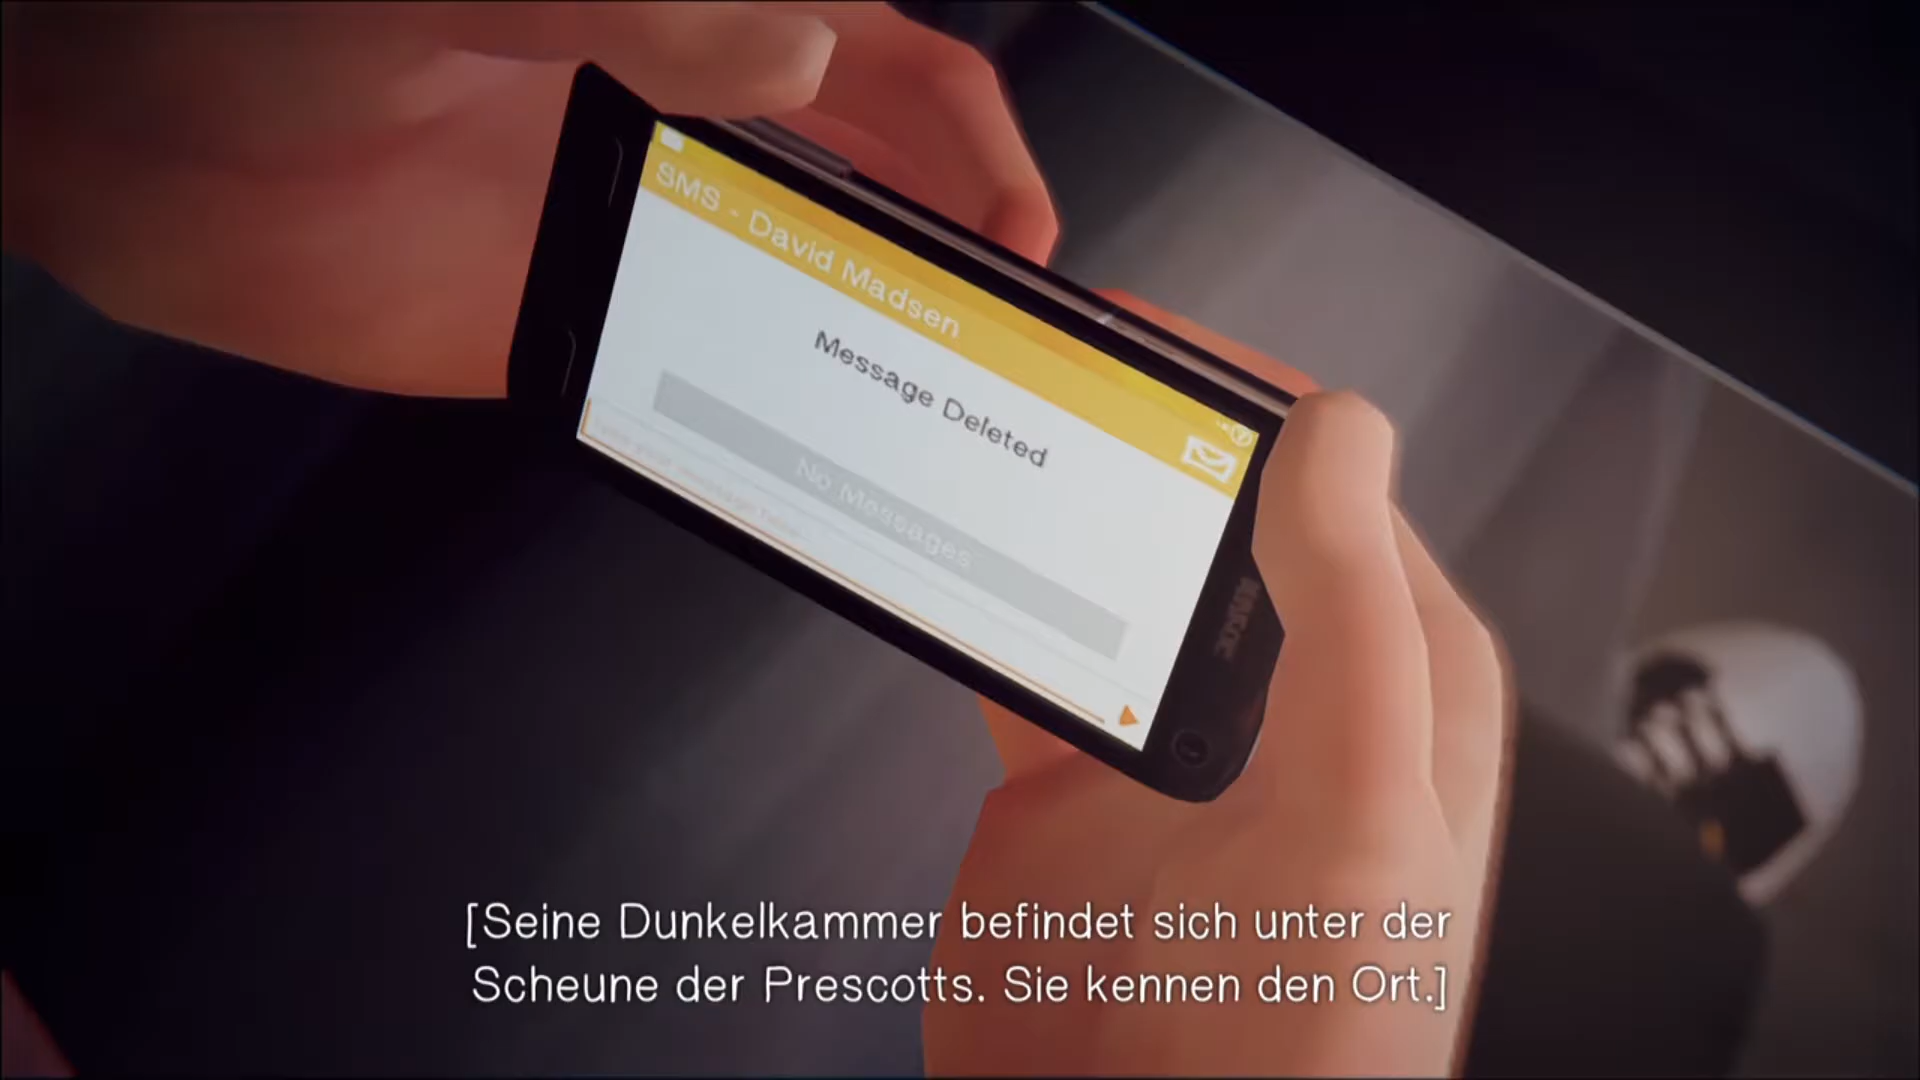 SMS - David Madsen
Message Deleted
No Messages
[Seine Dunkelkammer befindet sich unter der
Scheune der Prescotts. Sie kennen den Ort.]